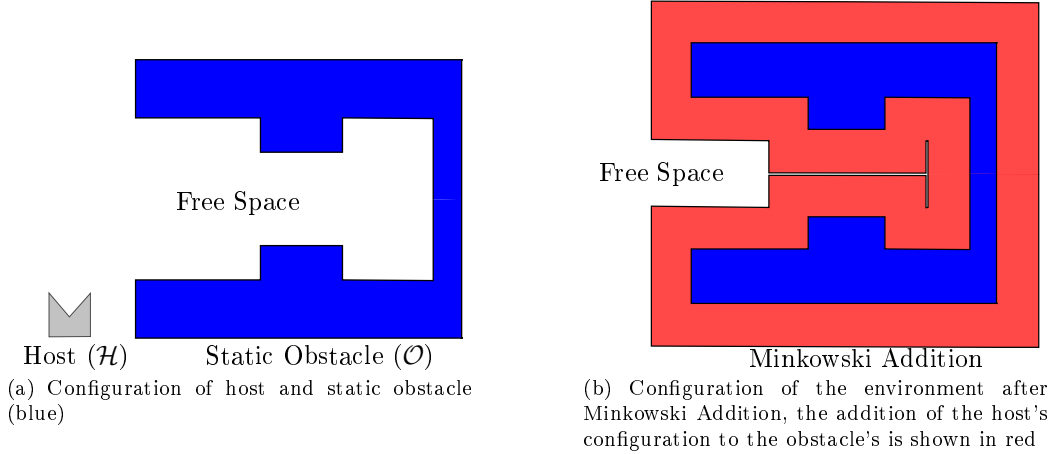 Free Space
Host (ℋ)
Static Obstacle (𝒪)
(a) Configuration of host and static obstacle
(blue)
Free Space
Minkowski Addition
(b) Configuration of the environment after
Minkowski Addition, the addition of the host's
configuration to the obstacle's is shown in red